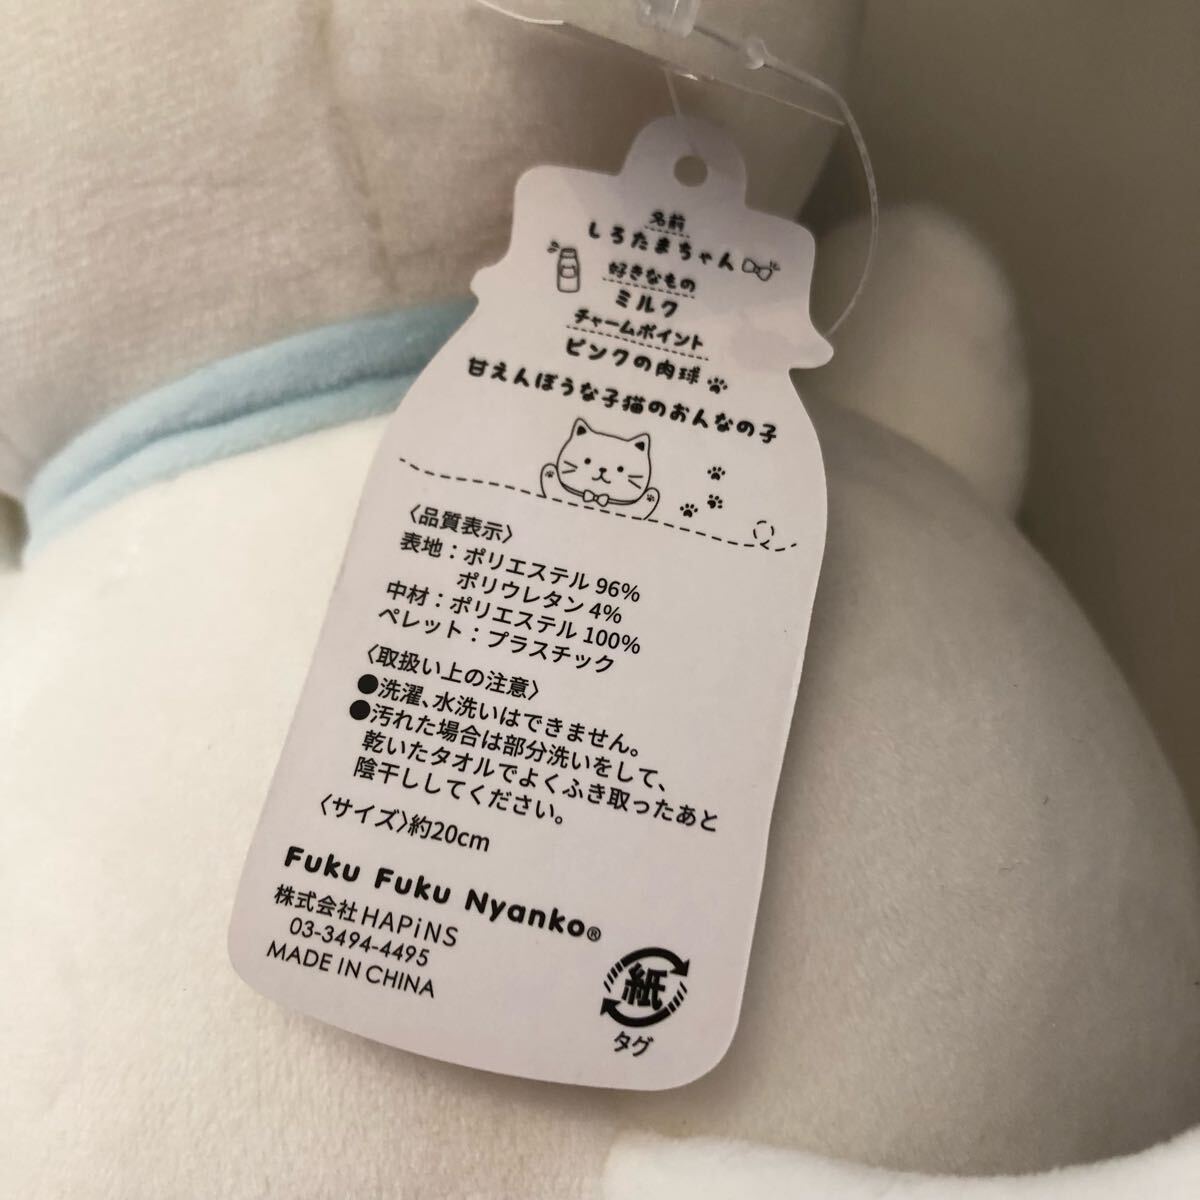 名前
しろたまちゃん
好きなもの
ミルク
チャームポイント
ピンクの肉球
甘えんぼうな子猫のおんなの子
〈品質表示〉
表地：ポリエステル 96%
ポリウレタン 4%
中材：ポリエステル 100%
ペレット：プラスチック
〈取扱い上の注意〉
●洗濯、水洗いはできません。
●汚れた場合は部分洗いをして、
乾いたタオルでよくふき取ったあと
陰干ししてください。
〈サイズ〉約20cm
Fuku Fuku Nyanko®
株式会社 HAPiNS
03-3494-4495
MADE IN CHINA
紙
タグ